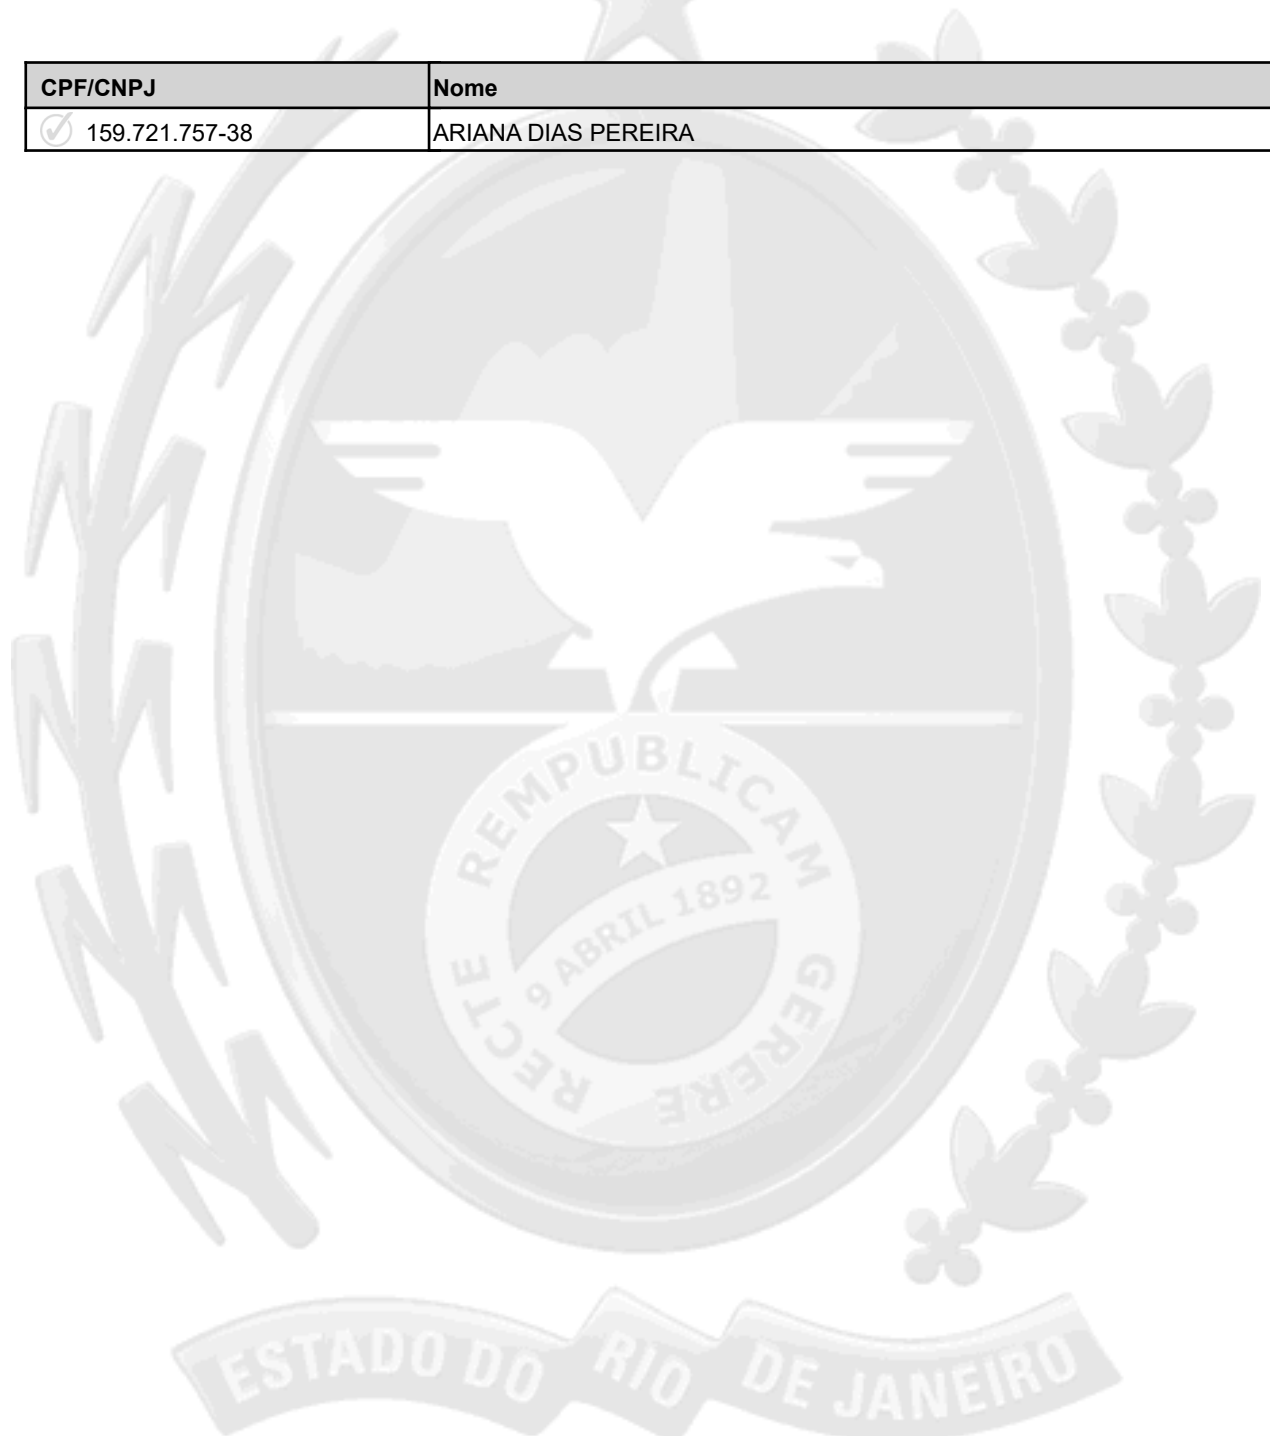 CPF/CNPJ Nome
159.721.757-38 ARIANA DIAS PEREIRA
REMPUBLICAM
9 ABRIL 1892
RECTE GERERE
ESTADO DO RIO DE JANEIRO